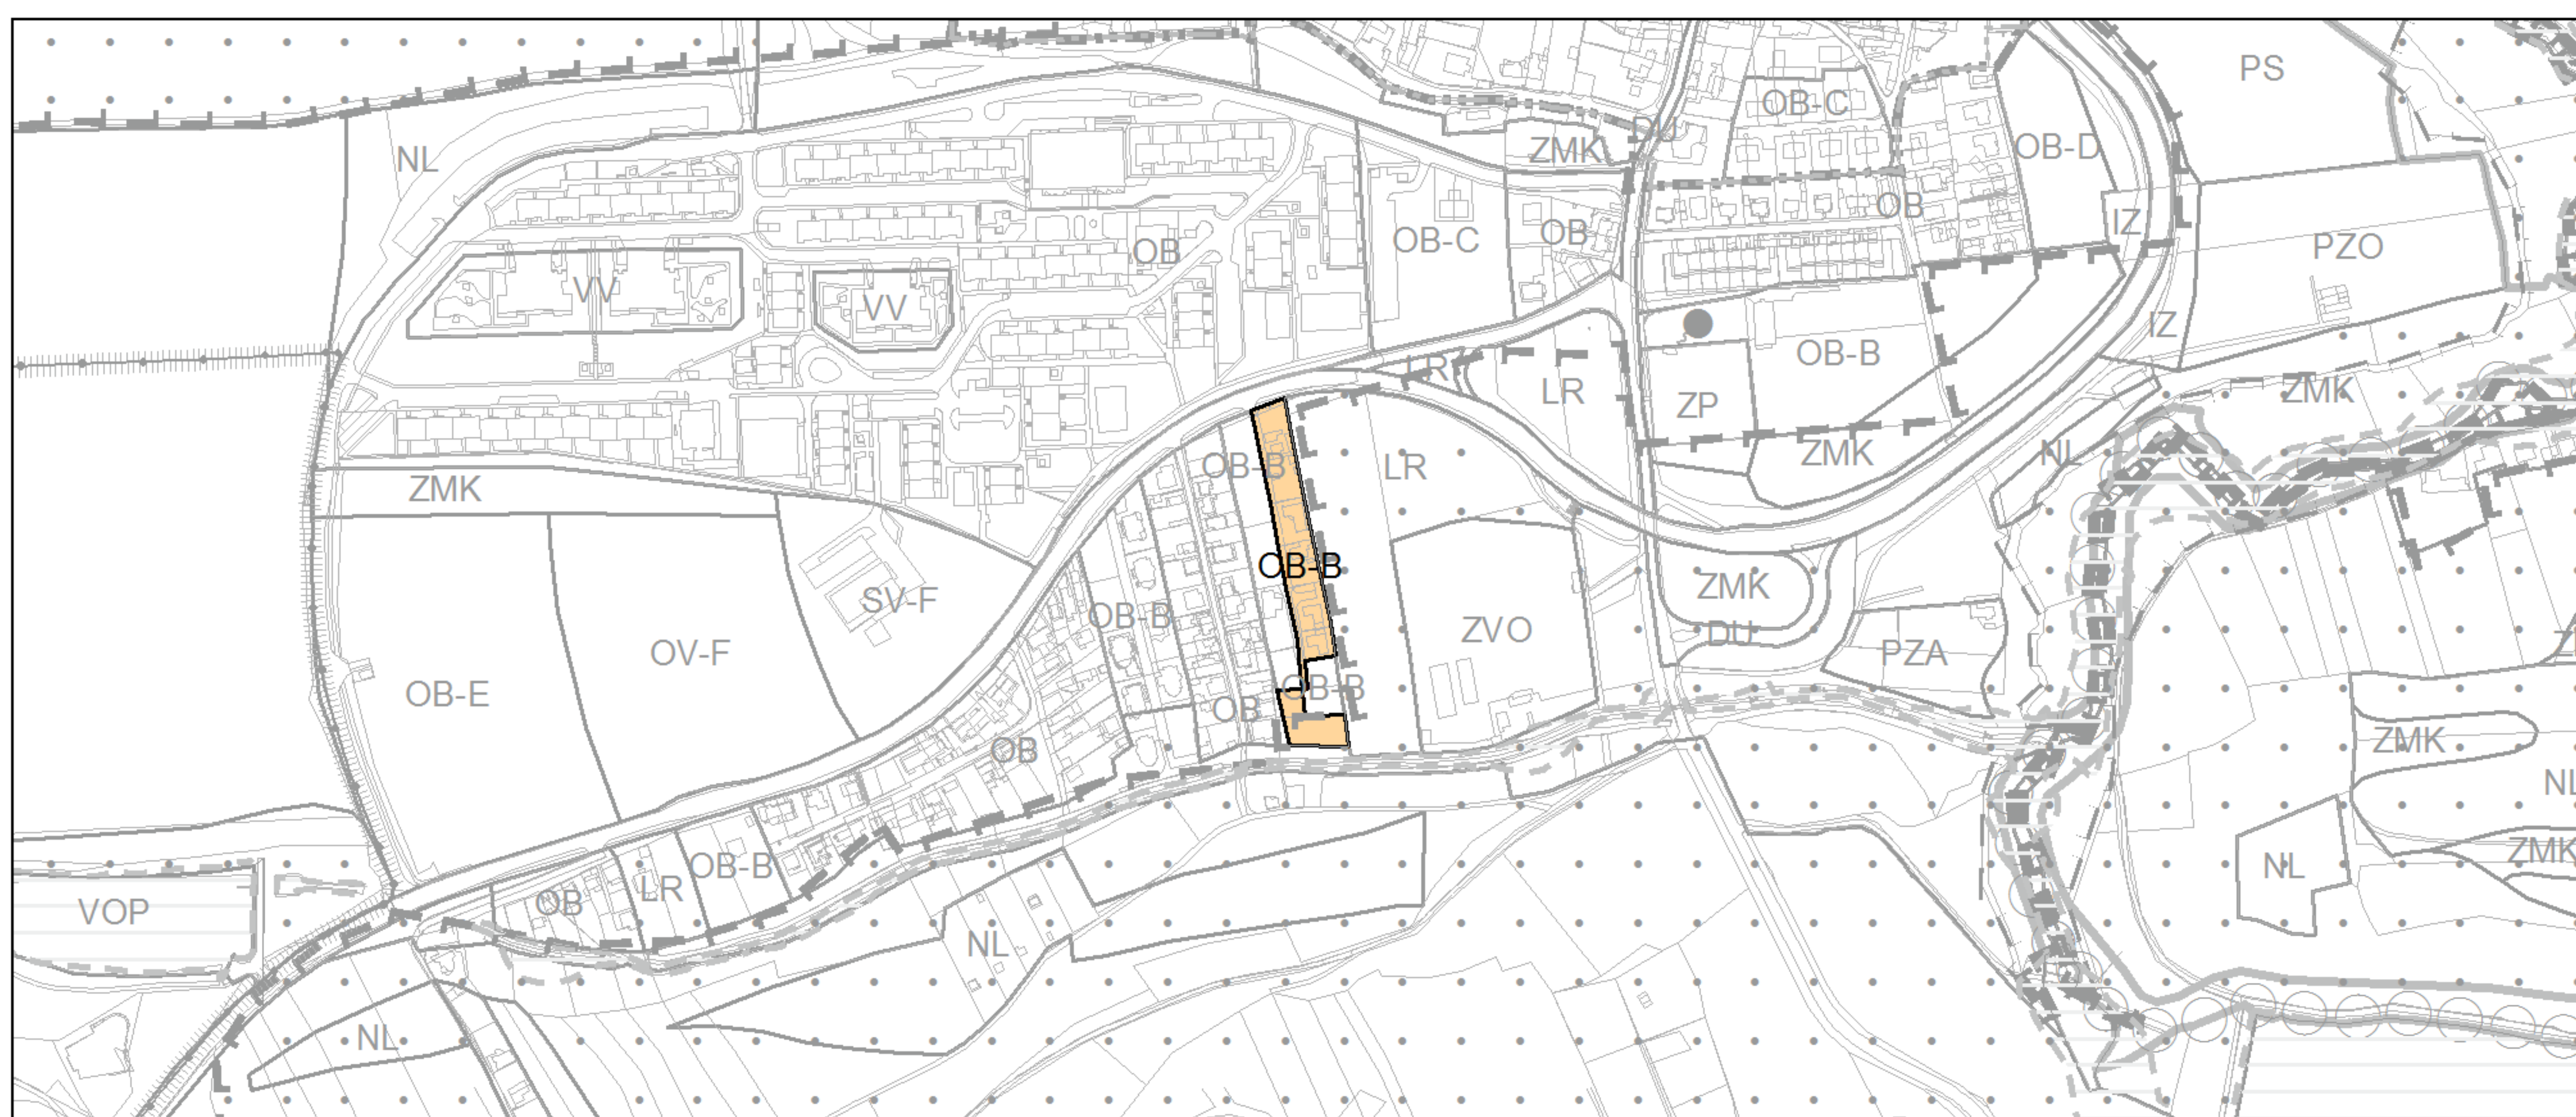 PS
OB-C
DU
ZMK
OB-D
NL
OB
IZ
OB-C
OB
OB
PZO
VV
VV
IZ
OB-B
LR
LR
ZMK
ZP
ZMK
NL
OB-B
LR
ZMK
OB-B
ZMK
SV-F
OB-B
ZVO
DU
OV-F
PZA
OB-E
OB-B
OB
OB
ZMK
NL
OB-B
LR
OB
VOP
NL
ZMK
NL
NL